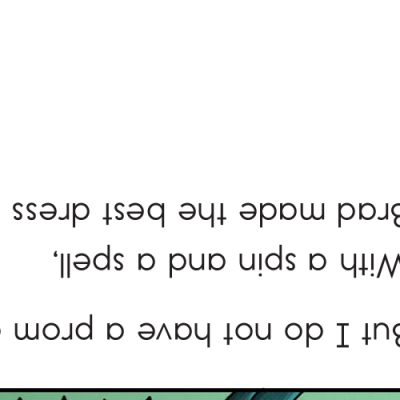 But I do not have a prom
With a spin and a spell,
Brad made the best dress